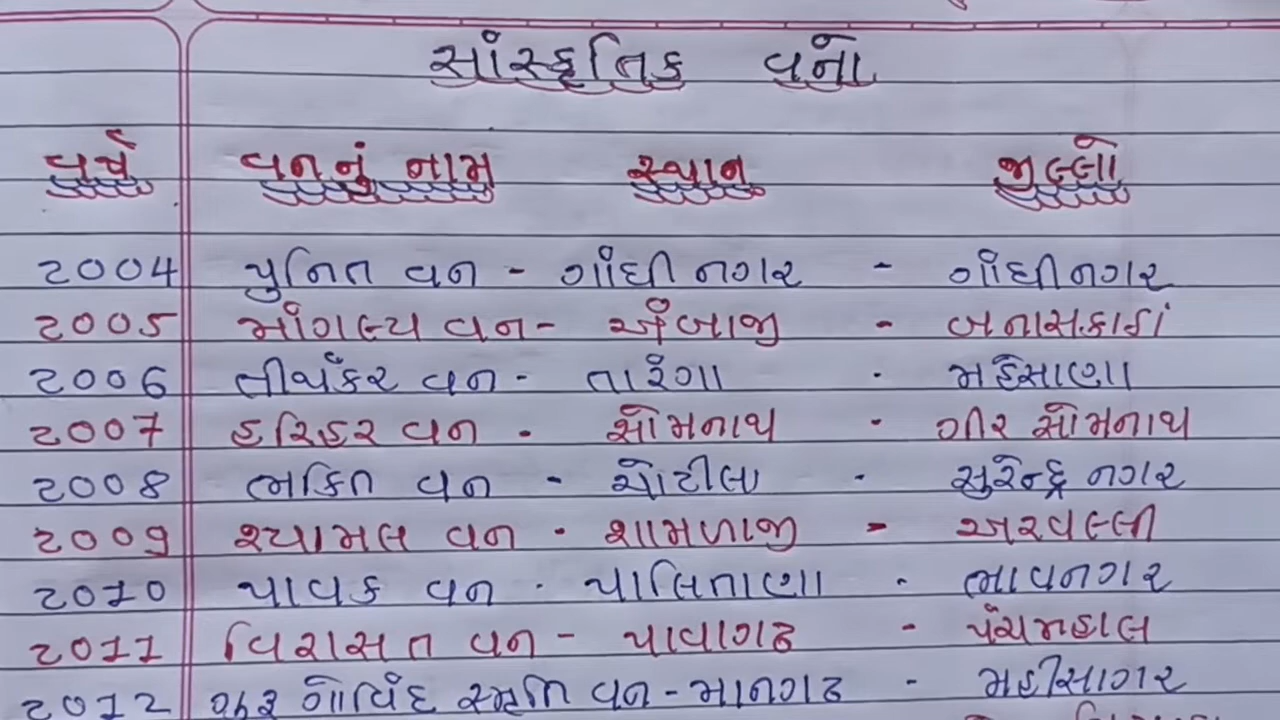 સાંસ્કૃતિક વનો
વર્ષ વનનું નામ સ્થાન જીલ્લો
2004 પુનિત વન - ગાંધીનગર - ગાંધીનગર
2005 માંગલ્ય વન - અંબાજી - બનાસકાઠાં
2006 તીર્થંકર વન - તારંગા - મહેસાણા
2007 હરિહર વન - સોમનાથ - ગીર સોમનાથ
2008 ભક્તિ વન - ચોટીલા - સુરેન્દ્રનગર
2009 શ્યામલ વન - શામળાજી - અરવલ્લી
2010 પાવક વન - પાલિતાણા - ભાવનગર
2011 વિરાસત વન - પાવાગઢ - પંચમહાલ
2012 ગોવિંદ સ્મૃતિ વન - માનગઢ - મહીસાગર